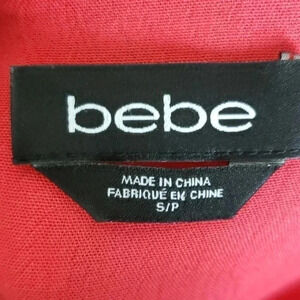 bebe
MADE IN CHINA
FABRIQUÉ EN CHINE
S/P